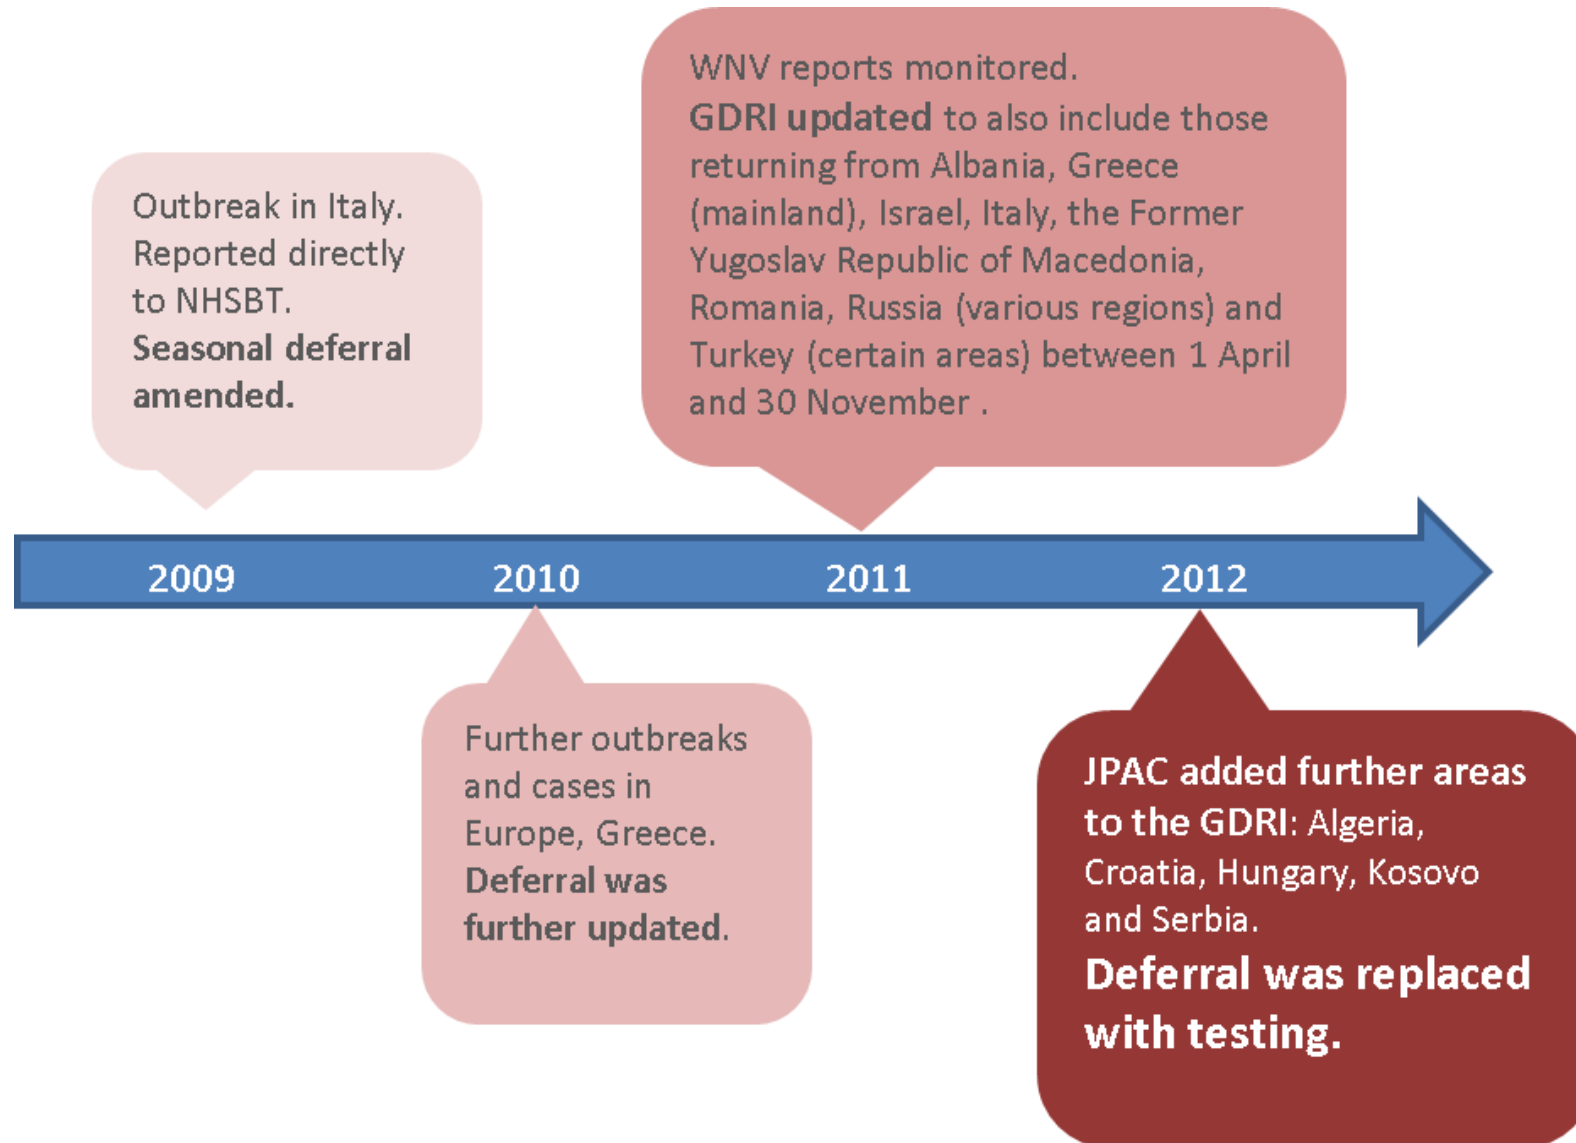 WNV reports monitored.
GDRI updated to also include those
returning from Albania, Greece
(mainland), Israel, Italy, the Former
Yugoslav Republic of Macedonia,
Romania, Russia (various regions) and
Turkey (certain areas) between 1 April
and 30 November .
Outbreak in Italy.
Reported directly
to NHSBT.
Seasonal deferral
amended.
2009
2010
2011
2012
Further outbreaks
and cases in
Europe, Greece.
Deferral was
further updated.
JPAC added further areas
to the GDRI: Algeria,
Croatia, Hungary, Kosovo
and Serbia.
Deferral was replaced
with testing.